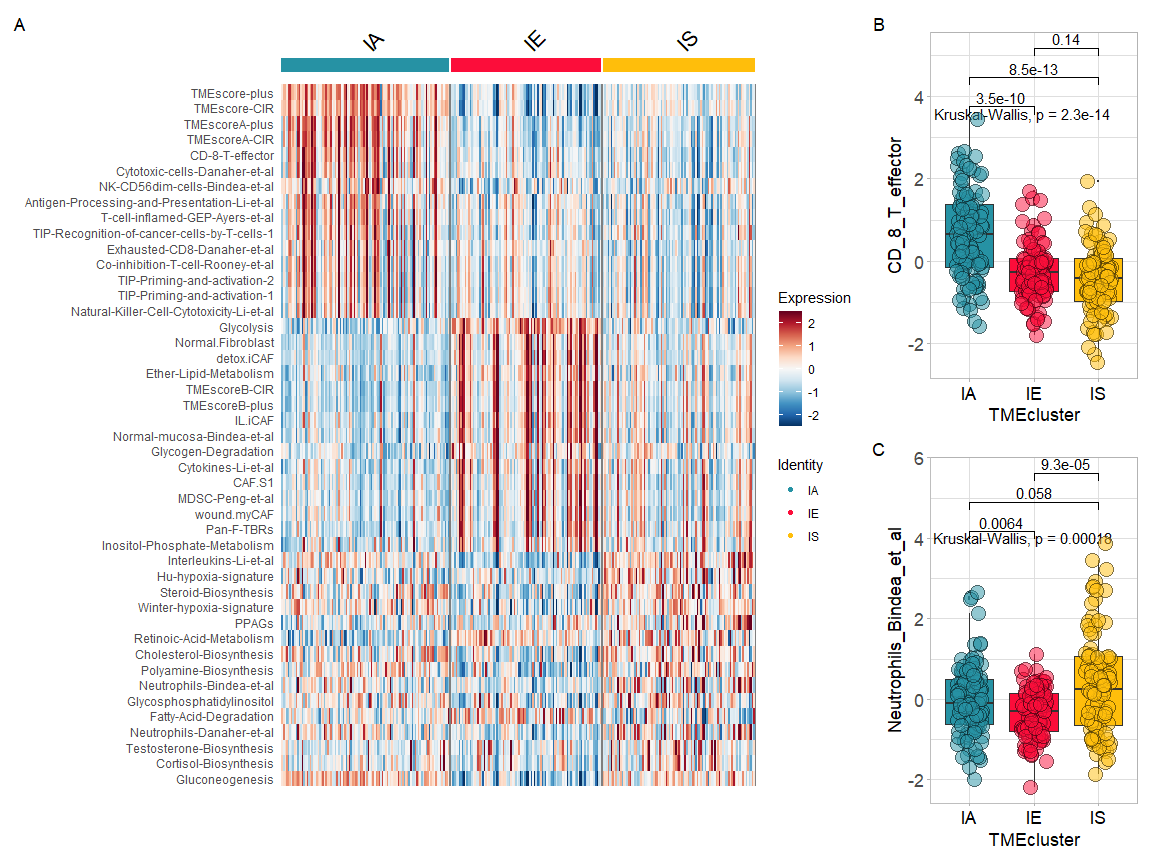 A
IA
IE
IS
TMEscore-plus
TMEscore-CIR
TMEscoreA-plus
TMEscoreA-CIR
CD-8-T-effector
Cytotoxic-cells-Danaher-et-al
NK-CD56dim-cells-Bindea-et-al
Antigen-Processing-and-Presentation-Li-et-al
T-cell-inflamed-GEP-Ayers-et-al
TIP-Recognition-of-cancer-cells-by-T-cells-1
Exhausted-CD8-Danaher-et-al
Co-inhibition-T-cell-Rooney-et-al
TIP-Priming-and-activation-2
TIP-Priming-and-activation-1
Natural-Killer-Cell-Cytotoxicity-Li-et-al
Glycolysis
Normal.Fibroblast
detox.iCAF
Ether-Lipid-Metabolism
TMEscoreB-CIR
TMEscoreB-plus
IL.iCAF
Normal-mucosa-Bindea-et-al
Glycogen-Degradation
Cytokines-Li-et-al
CAF.S1
MDSC-Peng-et-al
wound.myCAF
Pan-F-TBRs
Inositol-Phosphate-Metabolism
Interleukins-Li-et-al
Hu-hypoxia-signature
Steroid-Biosynthesis
Winter-hypoxia-signature
PPAGs
Retinoic-Acid-Metabolism
Cholesterol-Biosynthesis
Polyamine-Biosynthesis
Neutrophils-Bindea-et-al
Glycosphosphatidylinositol
Fatty-Acid-Degradation
Neutrophils-Danaher-et-al
Testosterone-Biosynthesis
Cortisol-Biosynthesis
Gluconeogenesis
Expression
2
1
0
-1
-2
Identity
IA
IE
IS
B
0.14
8.5e-13
3.5e-10
Kruskal-Wallis, p = 2.3e-14
4
2
0
-2
CD_8_T_effector
IA
IE
IS
TMEcluster
C
9.3e-05
0.058
0.0064
Kruskal-Wallis, p = 0.00018
6
4
2
0
-2
Neutrophils_Bindea_et_al
IA
IE
IS
TMEcluster